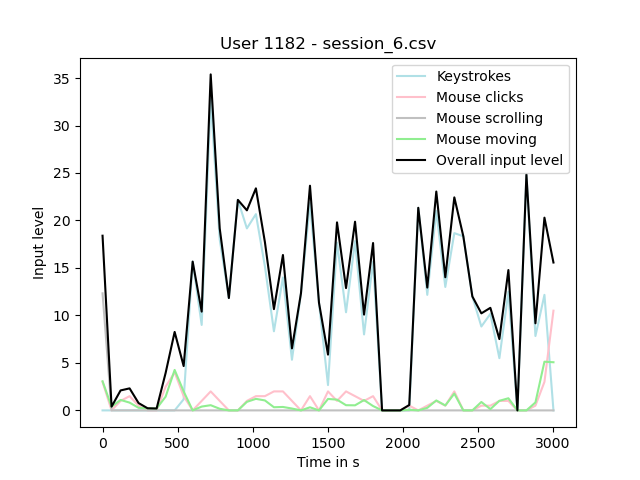 User 1182 - session_6.csv
Keystrokes
Mouse clicks
Mouse scrolling
Mouse moving
Overall input level
Input level
35
30
25
20
15
10
5
0
0 500 1000 1500 2000 2500 3000
Time in s